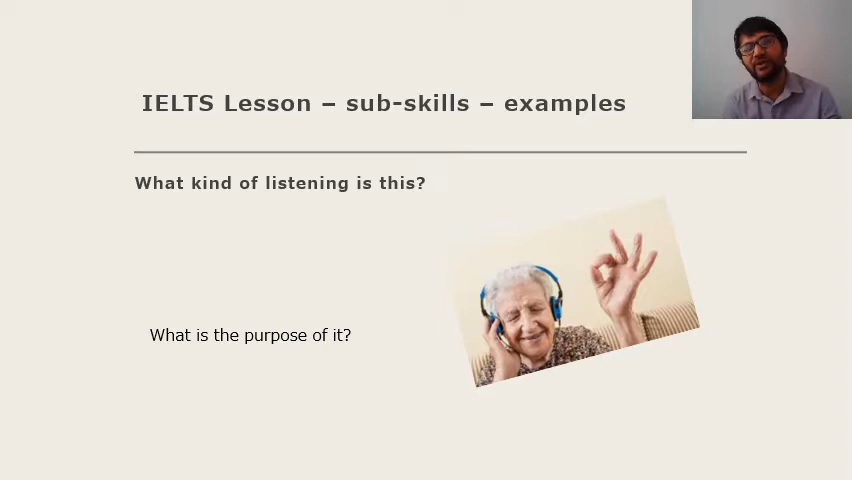 IELTS Lesson – sub-skills – examples
What kind of listening is this?
What is the purpose of it?